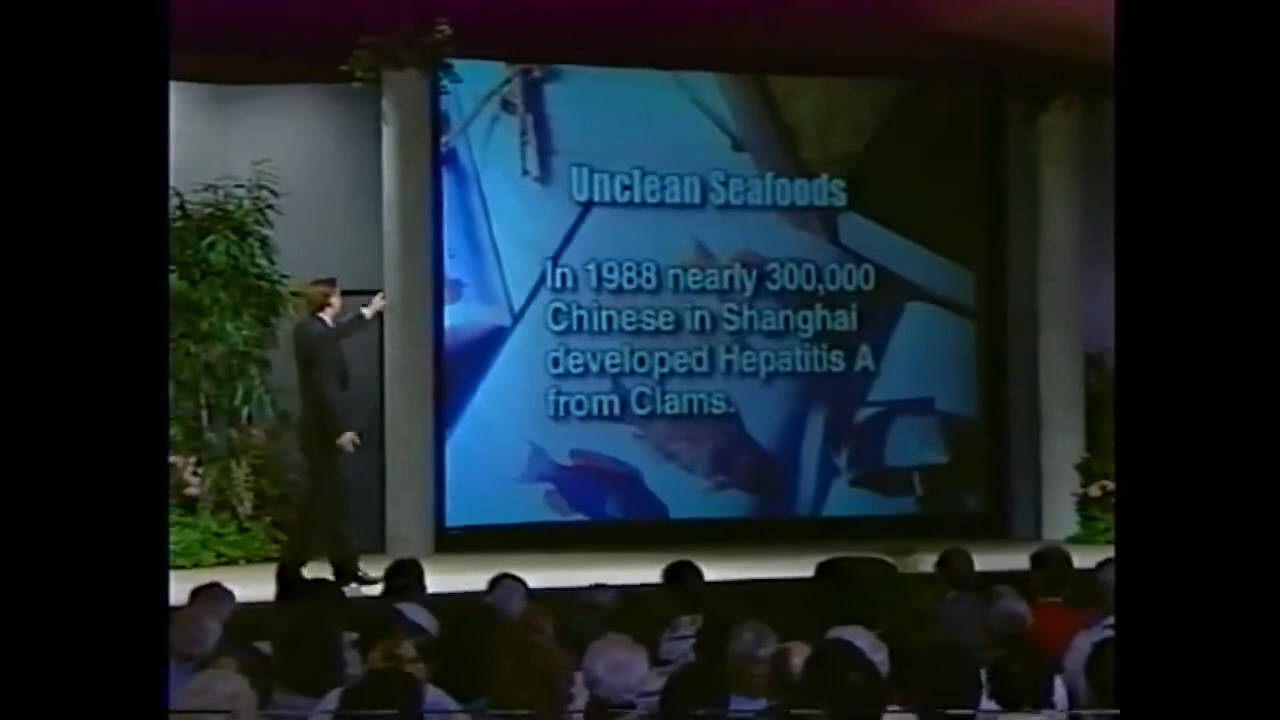 Unclean Seafoods
In 1988 nearly 300,000
Chinese in Shanghai
developed Hepatitis A
from Clams.